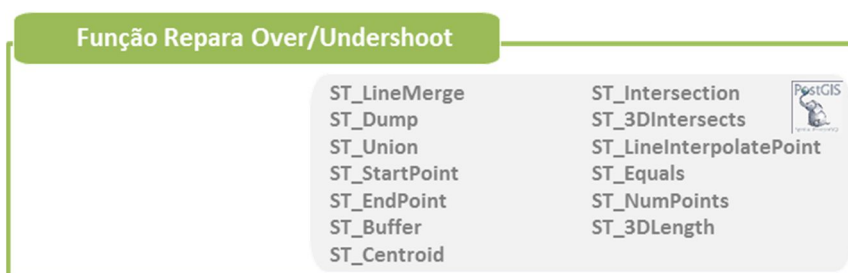 Função Repara Over/Undershoot
ST_LineMerge
ST_Dump
ST_Union
ST_StartPoint
ST_EndPoint
ST_Buffer
ST_Centroid
ST_Intersection
ST_3DIntersects
ST_LineInterpolatePoint
ST_Equals
ST_NumPoints
ST_3DLength
PostGIS